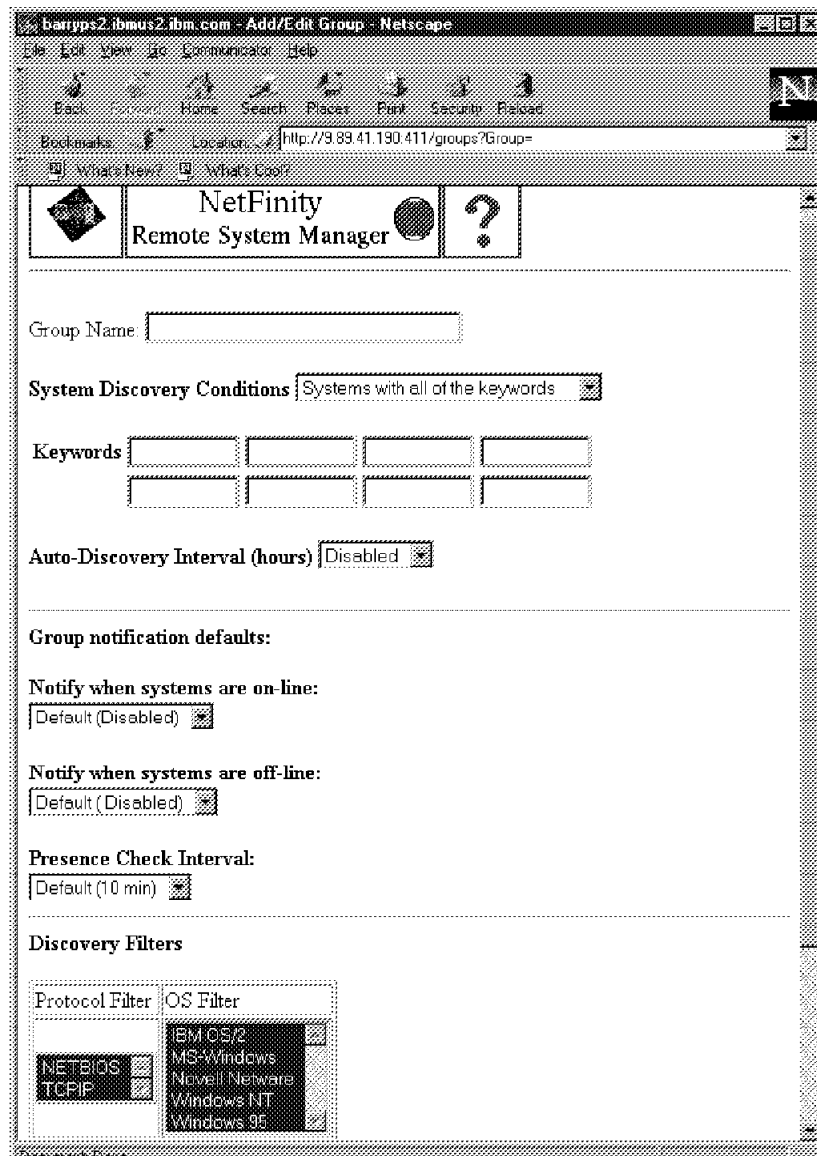 barryps2.ibmus2.ibm.com - Add/Edit Group - Netscape
File Edit View Go Communicator Help
Back Forward Home Search Places Print Security Reload
Bookmarks Location: http://9.89.41.190:411/groups?Group=
What's New? What's Cool?
NetFinity
Remote System Manager
?
Group Name:
System Discovery Conditions Systems with all of the keywords
Keywords
Auto-Discovery Interval (hours) Disabled
Group notification defaults:
Notify when systems are on-line:
Default (Disabled)
Notify when systems are off-line:
Default ( Disabled)
Presence Check Interval:
Default (10 min)
Discovery Filters
Protocol Filter OS Filter
NETBIOS
TCPIP
IBM OS/2
MS-Windows
Novell Netware
Windows NT
Windows 95